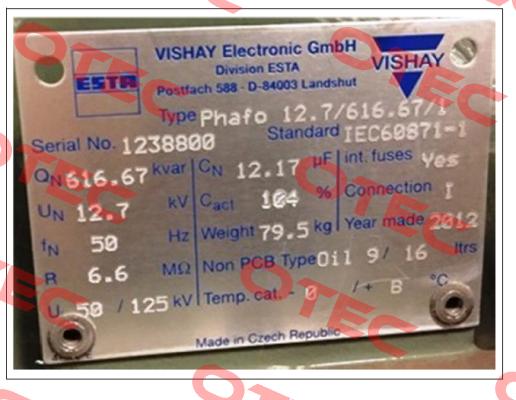 VISHAY Electronic GmbH
Division ESTA
Postfach 588 - D-84003 Landshut
ESTA
VISHAY
Type Phafo 12.7/616.67/1
Standard IEC60871-1
Serial No. 1238800
QN 616.67 kvar
CN 12.17 µF
int. fuses Yes
UN 12.7 kV
Cact 104 %
Connection I
fN 50 Hz
Weight 79.5 kg
Year made 2012
R 6.6 MΩ
Non PCB Type Oil 9/ 16 ltrs
U 50 / 125 kV
Temp. cat. - 0 / + B °C
Made in Czech Republic
OTEC